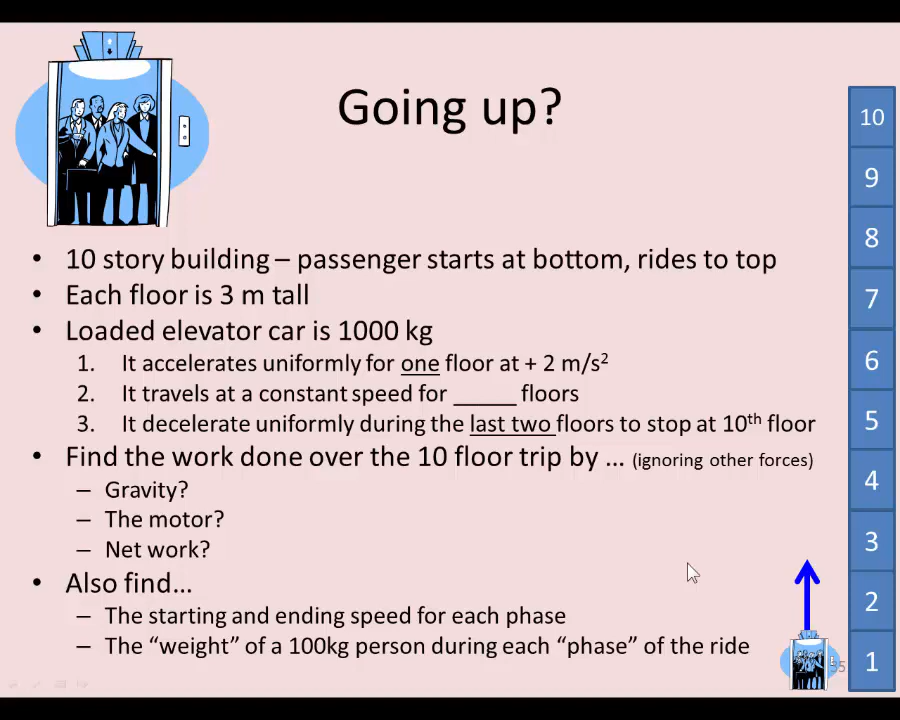 Going up?
10
9
8
7
6
5
4
3
2
1
• 10 story building – passenger starts at bottom, rides to top
• Each floor is 3 m tall
• Loaded elevator car is 1000 kg
1. It accelerates uniformly for one floor at + 2 m/s²
2. It travels at a constant speed for _____ floors
3. It decelerate uniformly during the last two floors to stop at 10th floor
• Find the work done over the 10 floor trip by ... (ignoring other forces)
– Gravity?
– The motor?
– Net work?
• Also find...
– The starting and ending speed for each phase
– The “weight” of a 100kg person during each “phase” of the ride